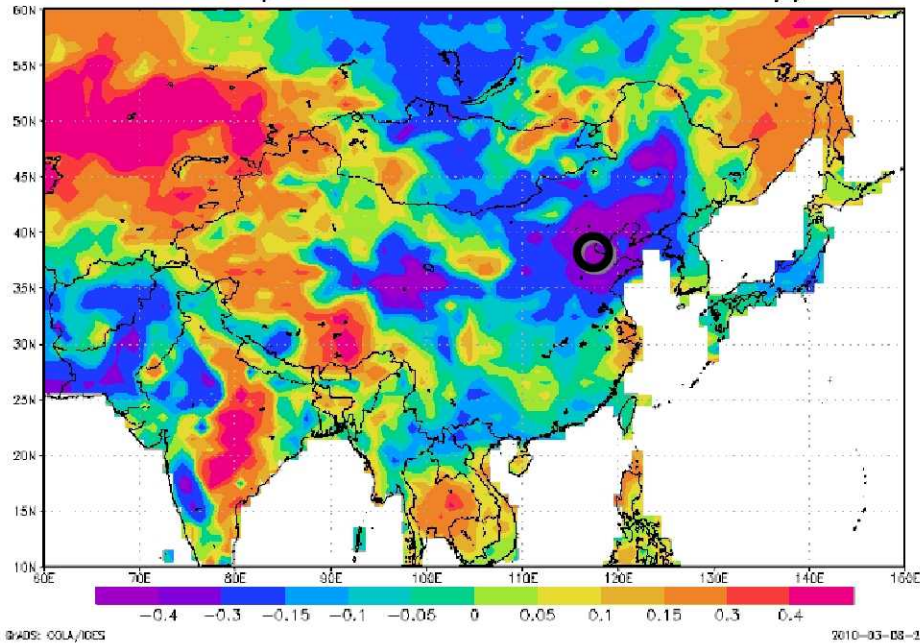 60N
55N
50N
45N
40N
35N
30N
25N
20N
15N
10N
60E 70E 80E 90E 100E 110E 120E 130E 140E 150E
−0.4 −0.3 −0.15 −0.1 −0.05 0 0.05 0.1 0.15 0.3 0.4
GrADS: COLA/IGES